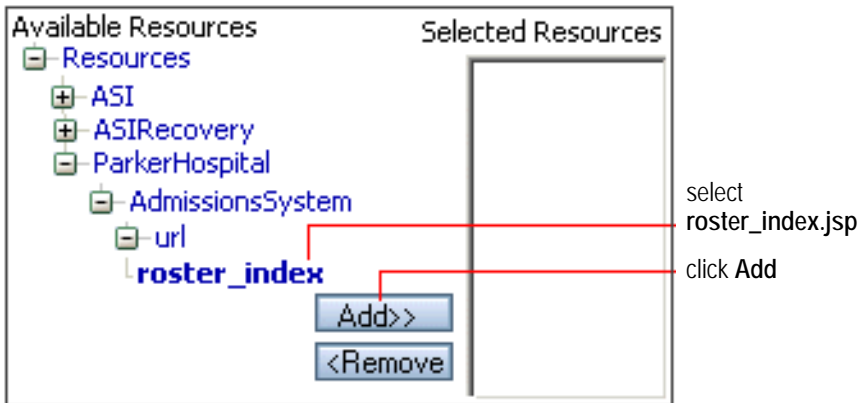 Available Resources
Selected Resources
Resources
ASI
ASIRecovery
ParkerHospital
AdmissionsSystem
url
roster_index
Add>>
<Remove
select
roster_index.jsp
click Add